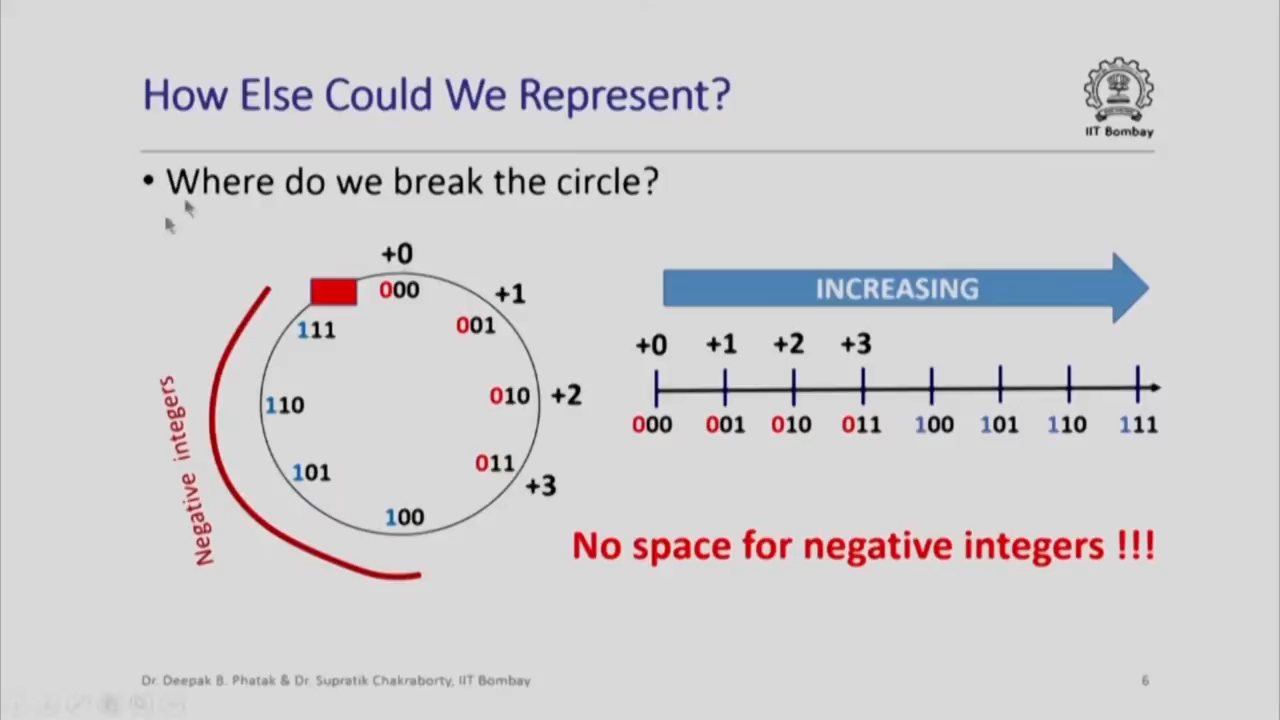 How Else Could We Represent?
IIT Bombay
• Where do we break the circle?
+0
000
+1
001
+2
010
+3
011
100
101
110
111
Negative integers
INCREASING
+0 +1 +2 +3
000 001 010 011 100 101 110 111
No space for negative integers !!!
Dr. Deepak B. Phatak & Dr. Supratik Chakraborty, IIT Bombay
6